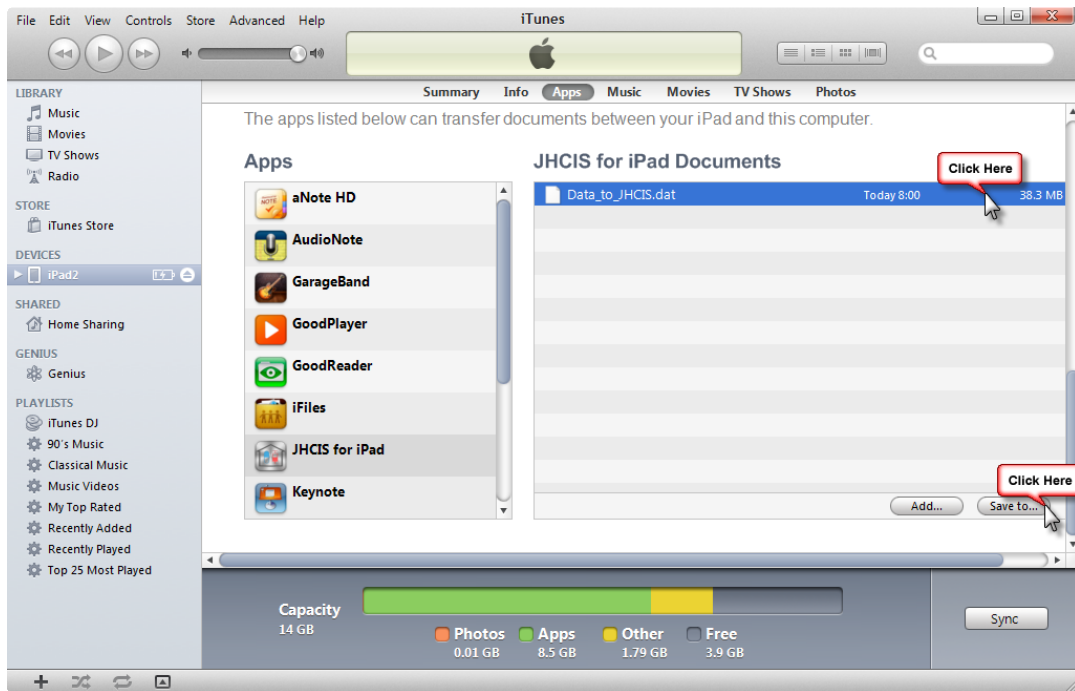 File Edit View Controls Store Advanced Help
iTunes
LIBRARY
Music
Movies
TV Shows
Radio
STORE
iTunes Store
DEVICES
iPad2
SHARED
Home Sharing
GENIUS
Genius
PLAYLISTS
iTunes DJ
90's Music
Classical Music
Music Videos
My Top Rated
Recently Added
Recently Played
Top 25 Most Played
Summary Info Apps Music Movies TV Shows Photos
The apps listed below can transfer documents between your iPad and this computer.
Apps
aNote HD
AudioNote
GarageBand
GoodPlayer
GoodReader
iFiles
JHCIS for iPad
Keynote
JHCIS for iPad Documents
Click Here
Data_to_JHCIS.dat Today 8:00 38.3 MB
Click Here
Add... Save to...
Capacity
14 GB
Photos Apps Other Free
0.01 GB 8.5 GB 1.79 GB 3.9 GB
Sync